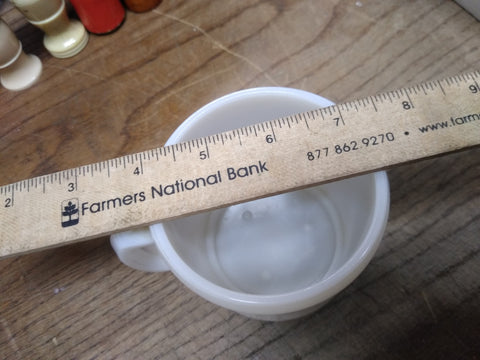 2 3 4 5 6 7 8 9
Farmers National Bank 877 862.9270 • www.farm